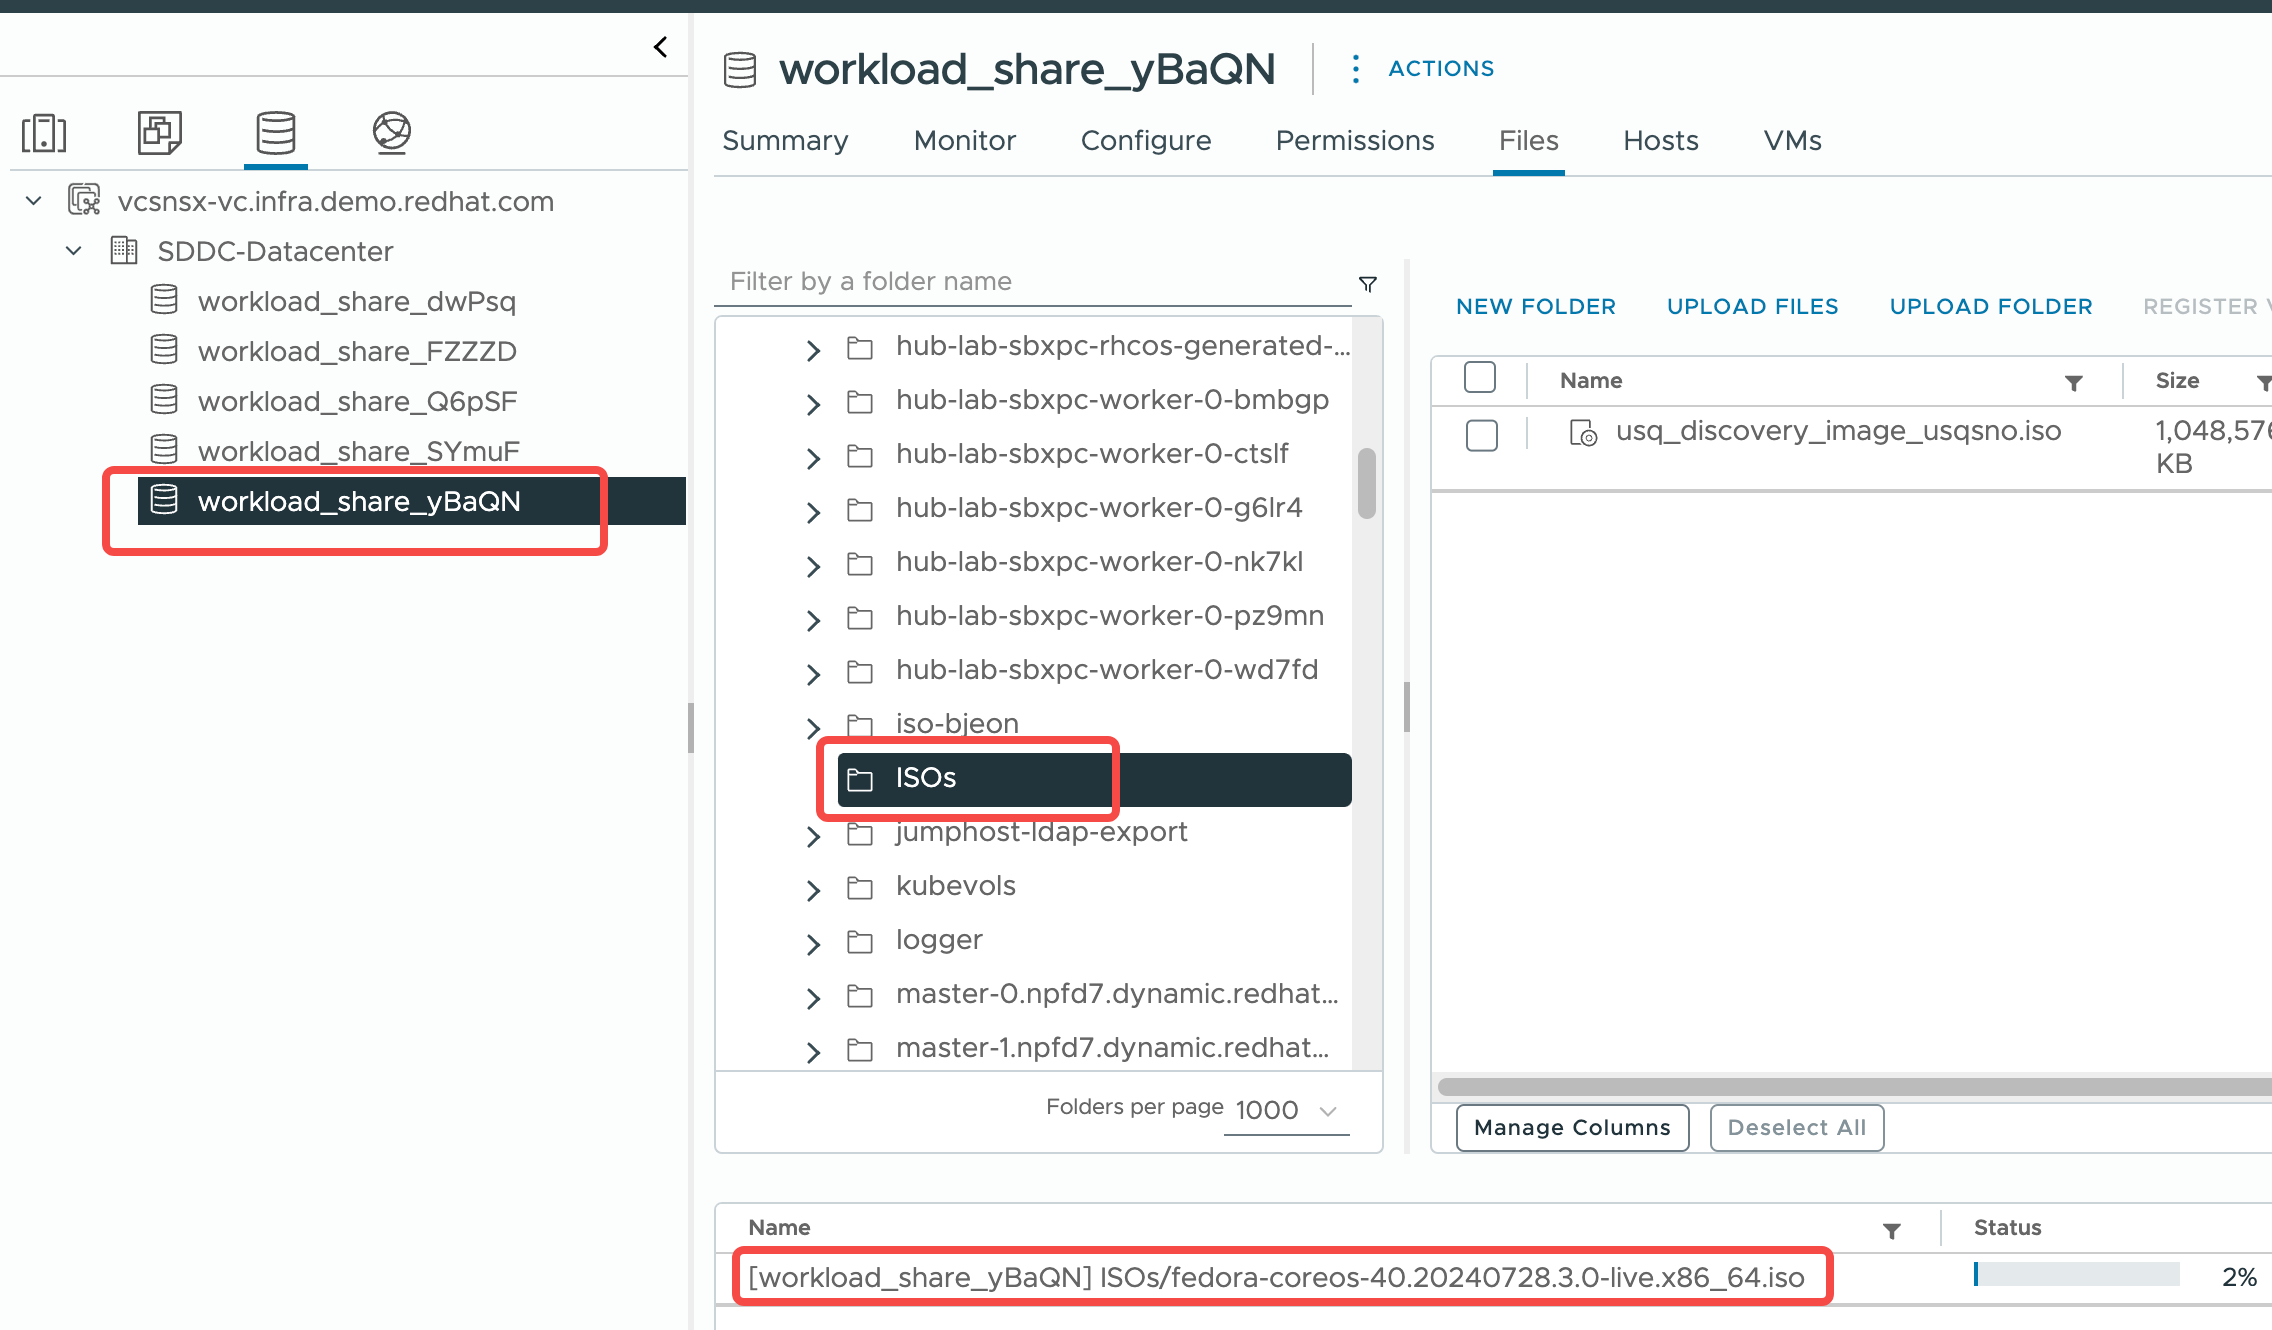 workload_share_yBaQN
ACTIONS
Summary Monitor Configure Permissions Files Hosts VMs
vcsnsx-vc.infra.demo.redhat.com
SDDC-Datacenter
workload_share_dwPsq
workload_share_FZZZD
workload_share_Q6pSF
workload_share_SYmuF
workload_share_yBaQN
Filter by a folder name
hub-lab-sbxpc-rhcos-generated-...
hub-lab-sbxpc-worker-0-bmbgp
hub-lab-sbxpc-worker-0-ctslf
hub-lab-sbxpc-worker-0-g6lr4
hub-lab-sbxpc-worker-0-nk7kl
hub-lab-sbxpc-worker-0-pz9mn
hub-lab-sbxpc-worker-0-wd7fd
iso-bjeon
ISOs
jumphost-ldap-export
kubevols
logger
master-0.npfd7.dynamic.redhat...
master-1.npfd7.dynamic.redhat...
Folders per page 1000
NEW FOLDER UPLOAD FILES UPLOAD FOLDER REGISTER
Name Size
usq_discovery_image_usqsno.iso 1,048,576
KB
Manage Columns Deselect All
Name Status
[workload_share_yBaQN] ISOs/fedora-coreos-40.20240728.3.0-live.x86_64.iso 2%